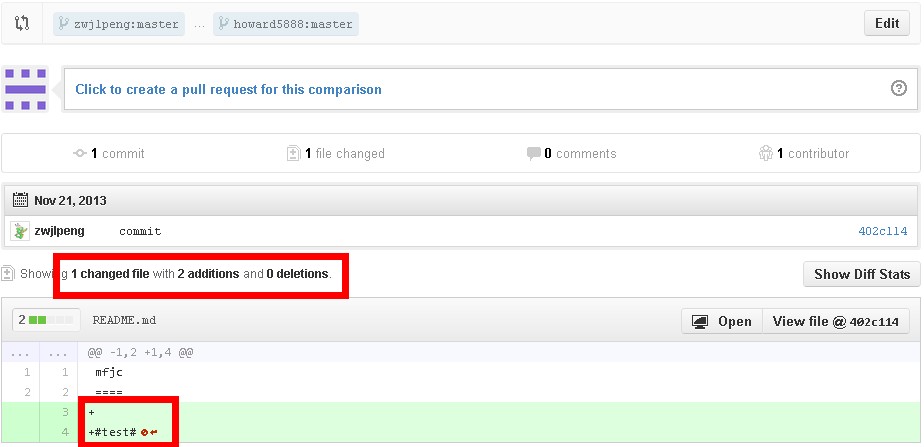 zwjlpeng:master ... howard5888:master Edit
Click to create a pull request for this comparison
1 commit 1 file changed 0 comments 1 contributor
Nov 21, 2013
zwjlpeng commit 402c114
Showing 1 changed file with 2 additions and 0 deletions. Show Diff Stats
2 README.md Open View file @ 402c114
... ... @@ -1,2 +1,4 @@
1 1 mfjc
2 2 ====
3 +
4 +#test#